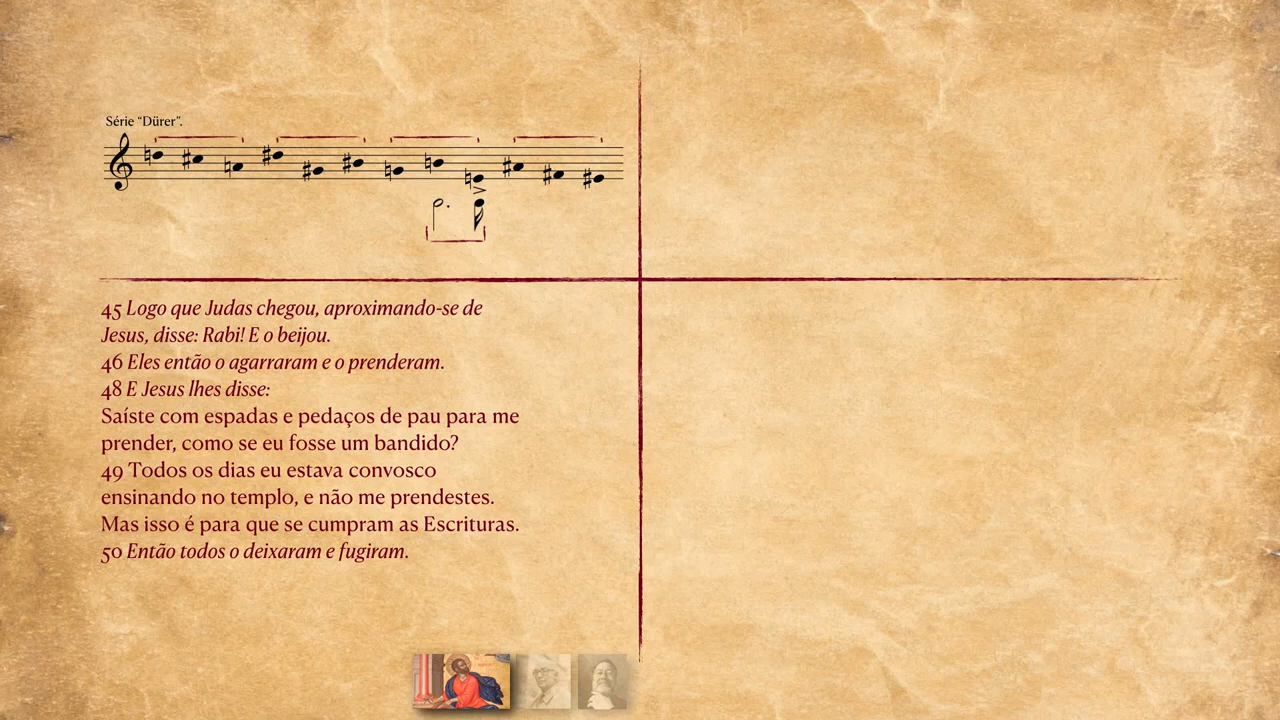 Série “Dürer”.
45 Logo que Judas chegou, aproximando-se de
Jesus, disse: Rabi! E o beijou.
46 Eles então o agarraram e o prenderam.
48 E Jesus lhes disse:
Saíste com espadas e pedaços de pau para me
prender, como se eu fosse um bandido?
49 Todos os dias eu estava convosco
ensinando no templo, e não me prendestes.
Mas isso é para que se cumpram as Escrituras.
50 Então todos o deixaram e fugiram.